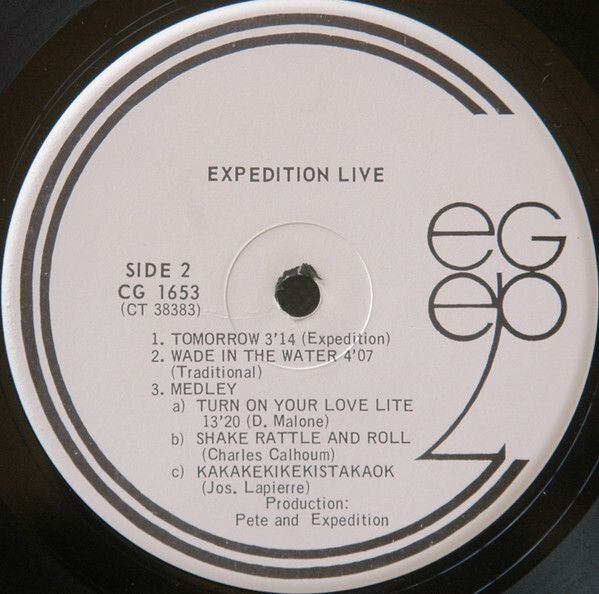 EXPEDITION LIVE
eG
ep
SIDE 2
CG 1653
(CT 38383)
1. TOMORROW 3'14 (Expedition)
2. WADE IN THE WATER 4'07
(Traditional)
3. MEDLEY
a) TURN ON YOUR LOVE LITE
13'20 (D. Malone)
b) SHAKE RATTLE AND ROLL
(Charles Calhoum)
c) KAKAKEKIKEKISTAKAOK
(Jos. Lapierre)
Production:
Pete and Expedition